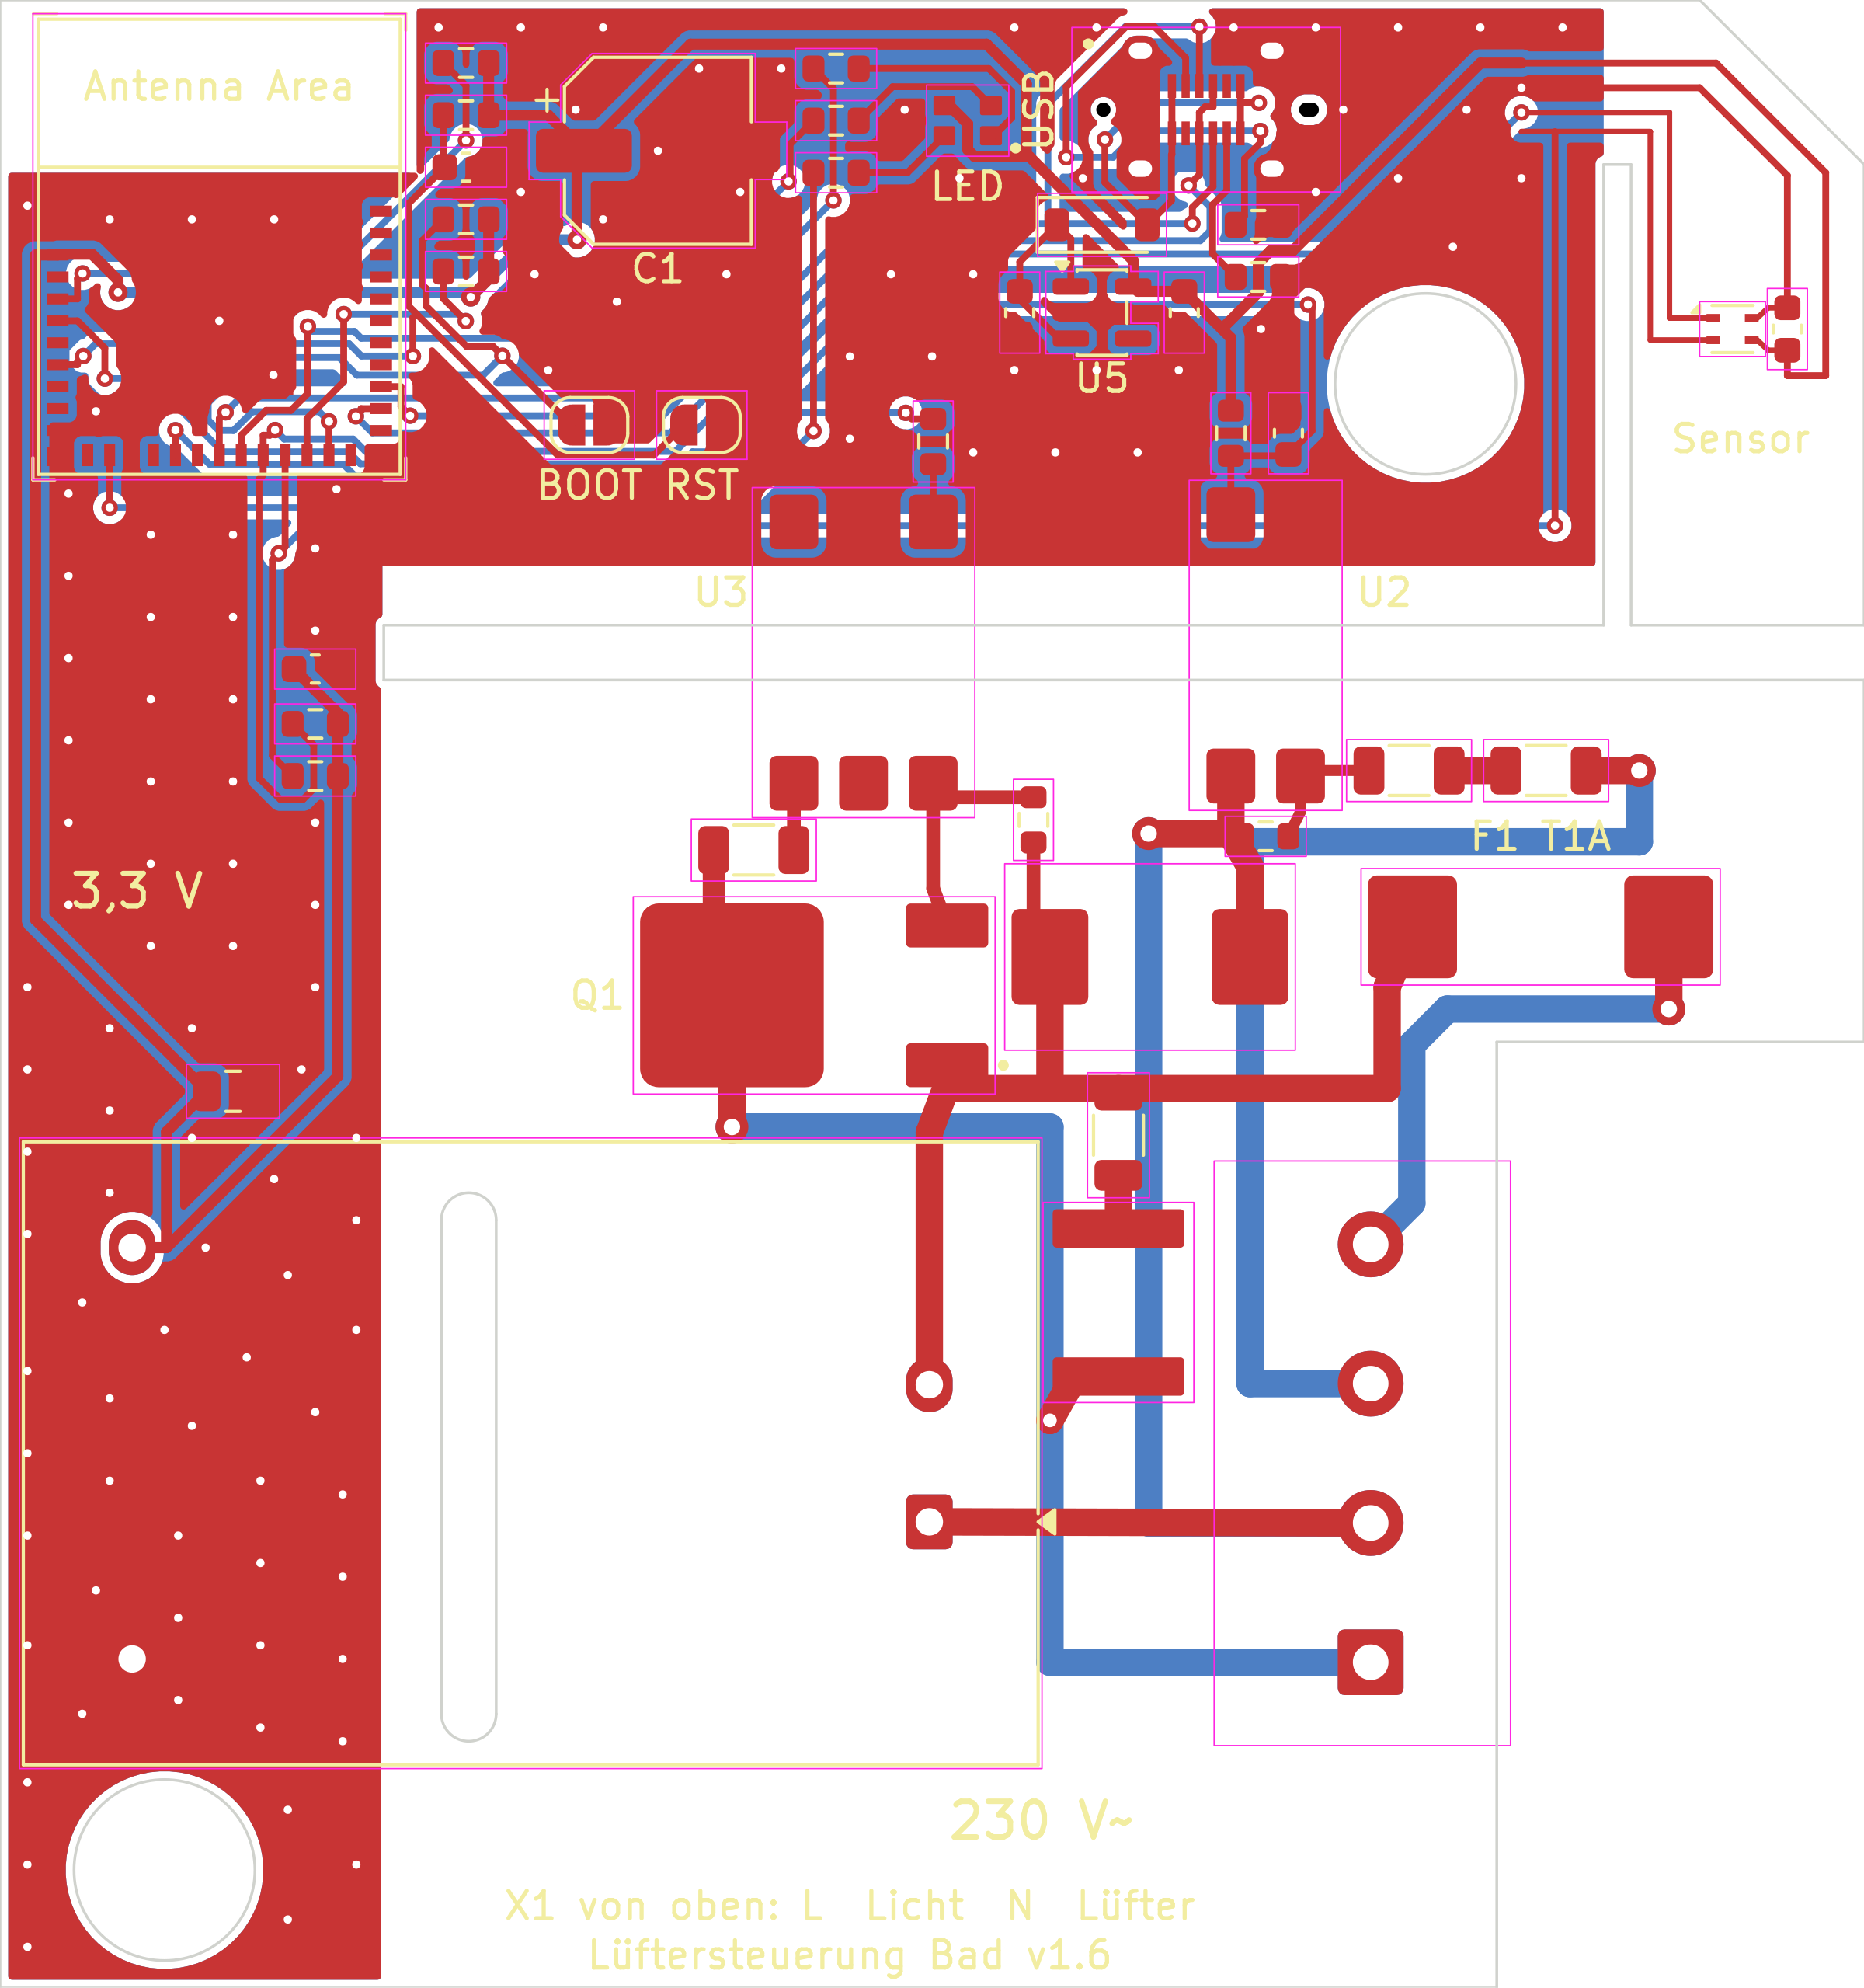 Antenna Area
+
C1
USB
LED
U5
Sensor
BOOT RST
U3
U2
F1 T1A
3,3 V
Q1
230 V~
X1 von oben: L Licht N Lüfter
Lüftersteuerung Bad v1.6